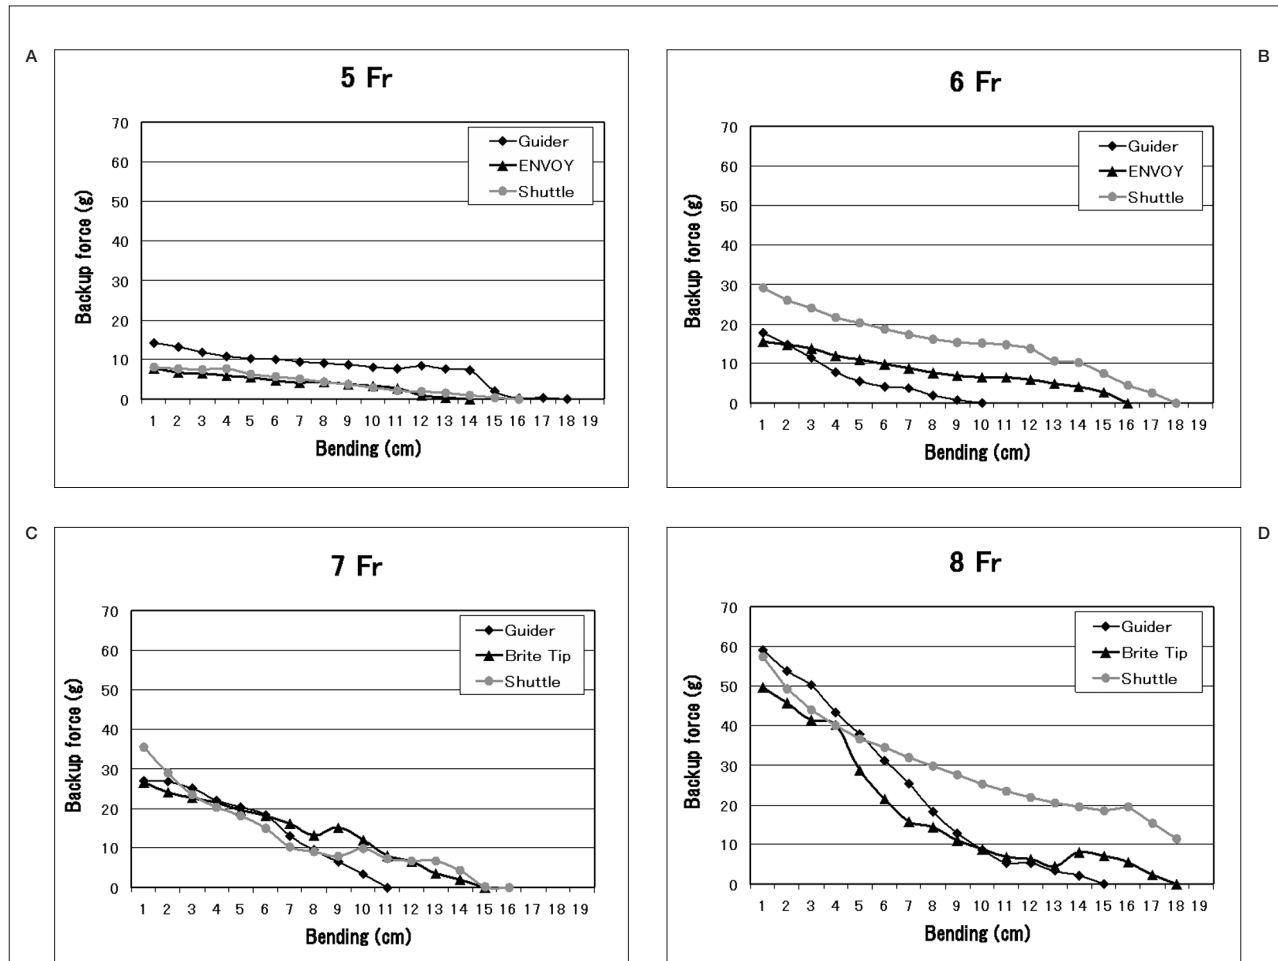 A
5 Fr
70
60
50
40
30
20
10
0
Backup force (g)
Guider
ENVOY
Shuttle
1 2 3 4 5 6 7 8 9 10 11 12 13 14 15 16 17 18 19
Bending (cm)
B
6 Fr
70
60
50
40
30
20
10
0
Backup force (g)
Guider
ENVOY
Shuttle
1 2 3 4 5 6 7 8 9 10 11 12 13 14 15 16 17 18 19
Bending (cm)
C
7 Fr
70
60
50
40
30
20
10
0
Backup force (g)
Guider
Brite Tip
Shuttle
1 2 3 4 5 6 7 8 9 10 11 12 13 14 15 16 17 18 19
Bending (cm)
D
8 Fr
70
60
50
40
30
20
10
0
Backup force (g)
Guider
Brite Tip
Shuttle
1 2 3 4 5 6 7 8 9 10 11 12 13 14 15 16 17 18 19
Bending (cm)